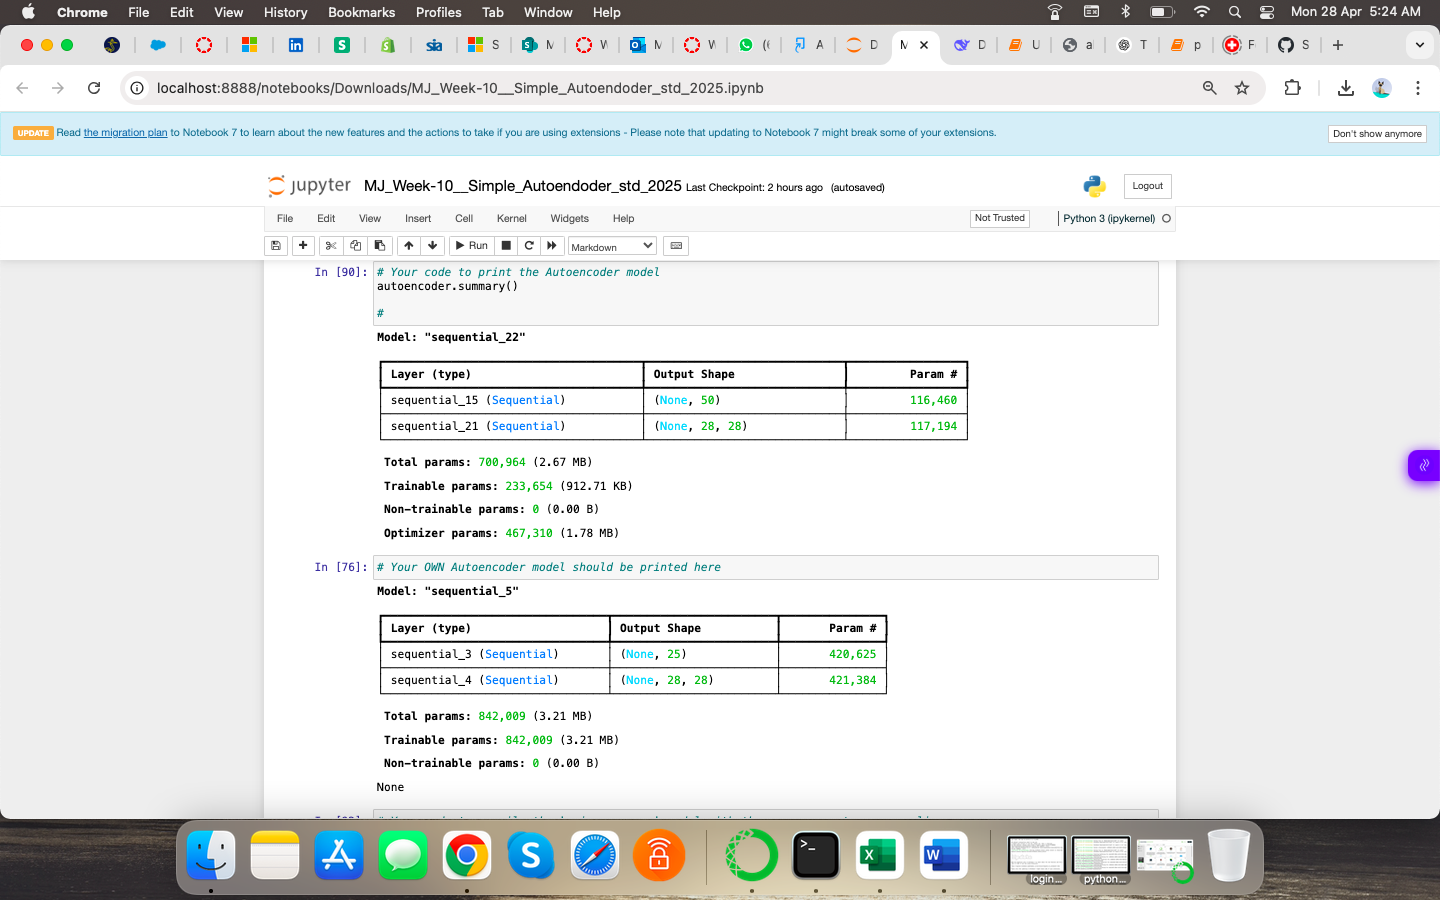 Chrome File Edit View History Bookmarks Profiles Tab Window Help Mon 28 Apr 5:24 AM
localhost:8888/notebooks/Downloads/MJ_Week-10__Simple_Autoendoder_std_2025.ipynb
UPDATE Read the migration plan to Notebook 7 to learn about the new features and the actions to take if you are using extensions - Please note that updating to Notebook 7 might break some of your extensions. Don't show anymore
jupyter MJ_Week-10__Simple_Autoendoder_std_2025 Last Checkpoint: 2 hours ago (autosaved) Logout
File Edit View Insert Cell Kernel Widgets Help Not Trusted Python 3 (ipykernel)
Run Markdown
In [90]: # Your code to print the Autoencoder model
autoencoder.summary()
#
Model: "sequential_22"
Layer (type) Output Shape Param #
sequential_15 (Sequential) (None, 50) 116,460
sequential_21 (Sequential) (None, 28, 28) 117,194
Total params: 700,964 (2.67 MB)
Trainable params: 233,654 (912.71 KB)
Non-trainable params: 0 (0.00 B)
Optimizer params: 467,310 (1.78 MB)
In [76]: # Your OWN Autoencoder model should be printed here
Model: "sequential_5"
Layer (type) Output Shape Param #
sequential_3 (Sequential) (None, 25) 420,625
sequential_4 (Sequential) (None, 28, 28) 421,384
Total params: 842,009 (3.21 MB)
Trainable params: 842,009 (3.21 MB)
Non-trainable params: 0 (0.00 B)
None
login... python...